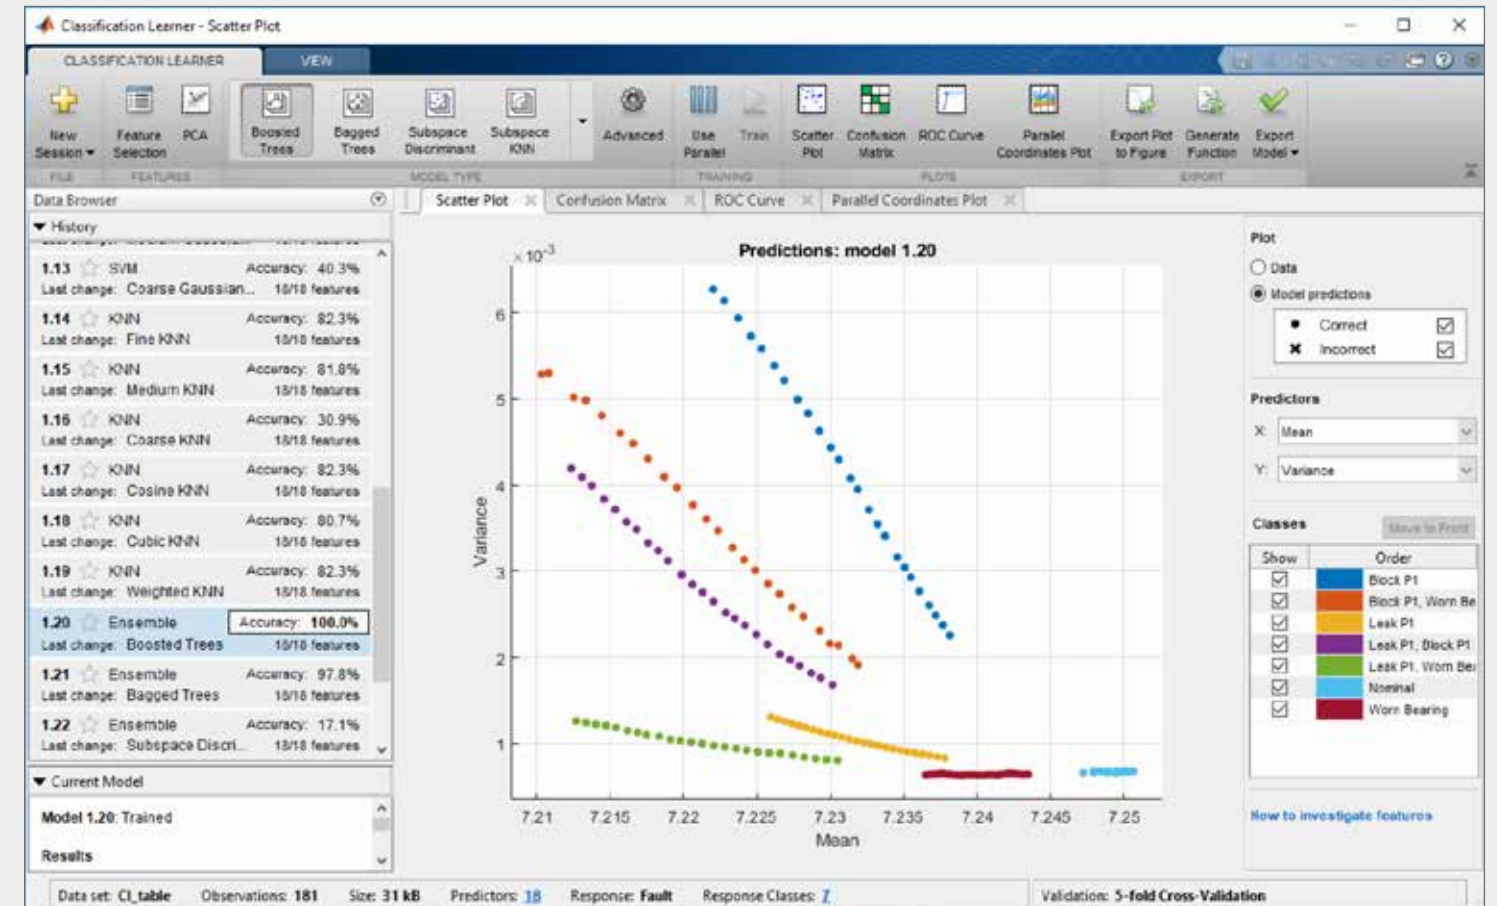 Classification Learner - Scatter Plot
CLASSIFICATION LEARNER VIEW
New Session
Feature Selection
PCA
Boosted Trees
Bagged Trees
Subspace Discriminant
Subspace KNN
Advanced
Use Parallel
Train
Scatter Plot
Confusion Matrix
ROC Curve
Parallel Coordinates Plot
Export Plot to Figure
Generate Function
Export Model
FILE FEATURES MODEL TYPE TRAINING PLOTS EXPORT
Data Browser
Scatter Plot Confusion Matrix ROC Curve Parallel Coordinates Plot
History
1.13 SVM Accuracy: 40.3%
Last change: Coarse Gaussian... 18/18 features
1.14 KNN Accuracy: 82.3%
Last change: Fine KNN 18/18 features
1.15 KNN Accuracy: 81.8%
Last change: Medium KNN 18/18 features
1.16 KNN Accuracy: 30.9%
Last change: Coarse KNN 18/18 features
1.17 KNN Accuracy: 82.3%
Last change: Cosine KNN 18/18 features
1.18 KNN Accuracy: 80.7%
Last change: Cubic KNN 18/18 features
1.19 KNN Accuracy: 82.3%
Last change: Weighted KNN 18/18 features
1.20 Ensemble Accuracy: 100.0%
Last change: Boosted Trees 18/18 features
1.21 Ensemble Accuracy: 97.8%
Last change: Bagged Trees 18/18 features
1.22 Ensemble Accuracy: 17.1%
Last change: Subspace Discri... 18/18 features
Current Model
Model 1.20: Trained
Results
Predictions: model 1.20
×10-3
6
5
4
3
2
1
Variance
7.21 7.215 7.22 7.225 7.23 7.235 7.24 7.245 7.25
Mean
Plot
Data
Model predictions
Correct
Incorrect
Predictors
X: Mean
Y: Variance
Classes Move to Front
Show Order
Block P1
Block P1, Worn Be
Leak P1
Leak P1, Block P1
Leak P1, Worn Be
Nominal
Worn Bearing
How to investigate features
Data set: CI_table Observations: 181 Size: 31 kB Predictors: 18 Response: Fault Response Classes: 7 Validation: 5-fold Cross-Validation